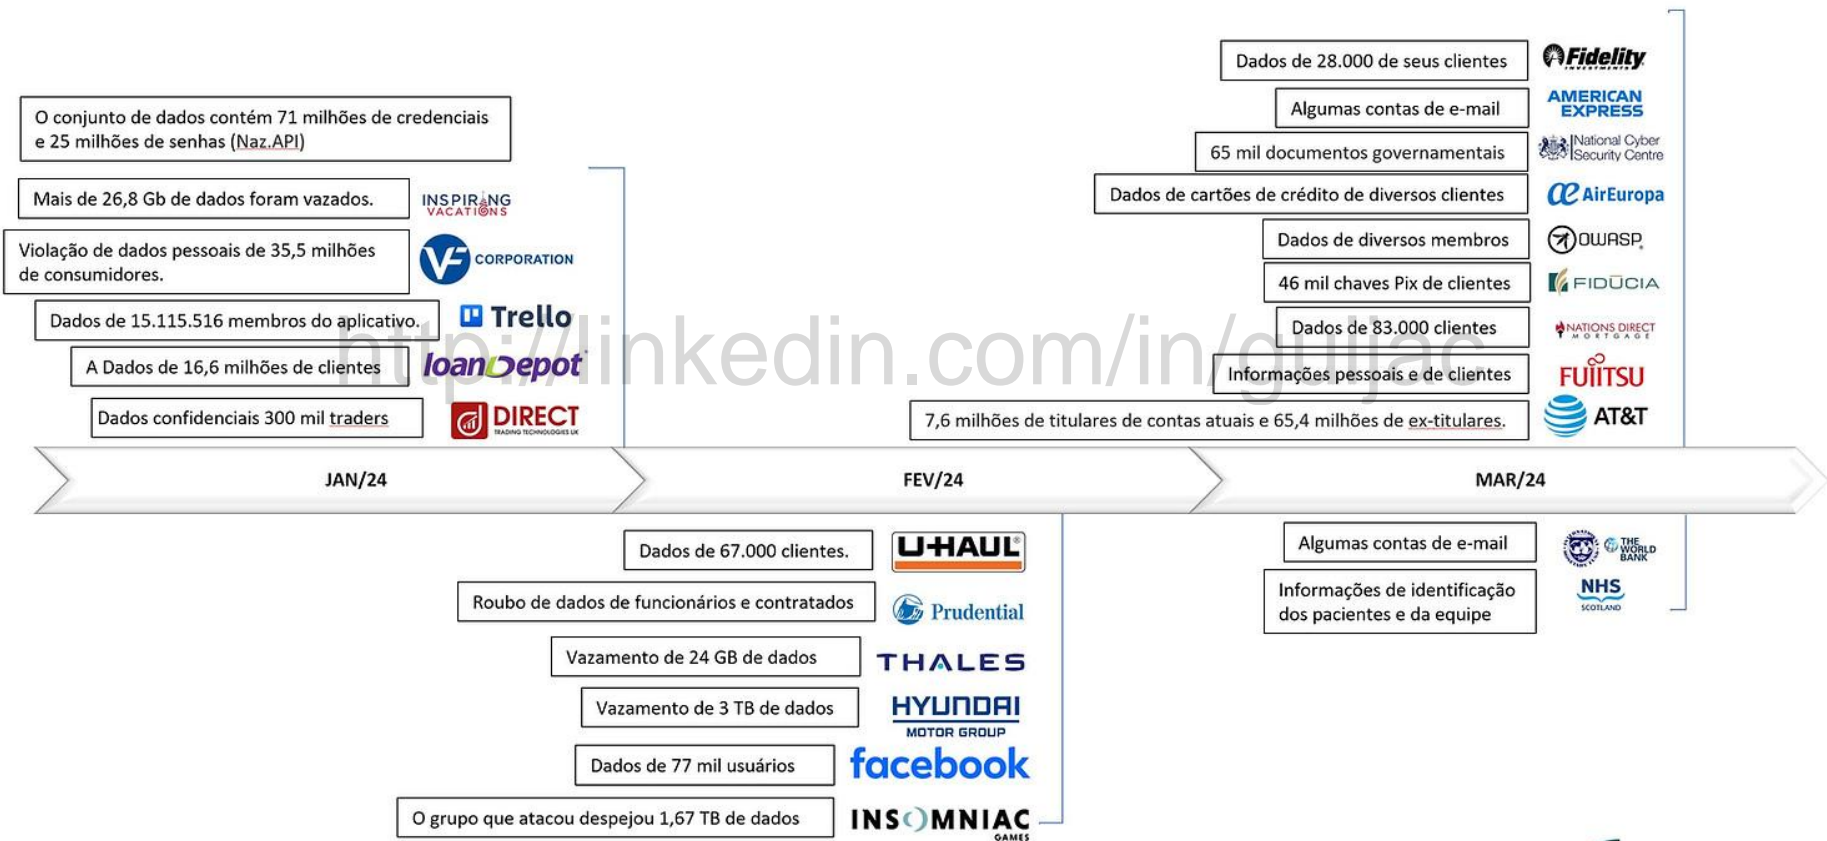 O conjunto de dados contém 71 milhões de credenciais
e 25 milhões de senhas (Naz.API)
Mais de 26,8 Gb de dados foram vazados.
INSPIRING
VACATIONS
Violação de dados pessoais de 35,5 milhões
de consumidores.
VF CORPORATION
Dados de 15.115.516 membros do aplicativo.
Trello
A Dados de 16,6 milhões de clientes
loanDepot
Dados confidenciais 300 mil traders
DIRECT
TRADING TECHNOLOGIES UK
Dados de 28.000 de seus clientes
Fidelity
INVESTMENTS
Algumas contas de e-mail
AMERICAN
EXPRESS
65 mil documentos governamentais
National Cyber
Security Centre
Dados de cartões de crédito de diversos clientes
AirEuropa
Dados de diversos membros
OWASP
46 mil chaves Pix de clientes
FIDŪCIA
Dados de 83.000 clientes
NATIONS DIRECT
MORTGAGE
Informações pessoais e de clientes
FUJITSU
7,6 milhões de titulares de contas atuais e 65,4 milhões de ex-titulares.
AT&T
http://linkedin.com/in/guljac
JAN/24
FEV/24
MAR/24
Dados de 67.000 clientes.
U-HAUL
Roubo de dados de funcionários e contratados
Prudential
Vazamento de 24 GB de dados
THALES
Vazamento de 3 TB de dados
HYUNDAI
MOTOR GROUP
Dados de 77 mil usuários
facebook
O grupo que atacou despejou 1,67 TB de dados
INSOMNIAC
GAMES
Algumas contas de e-mail
THE
WORLD
BANK
Informações de identificação
dos pacientes e da equipe
NHS
SCOTLAND